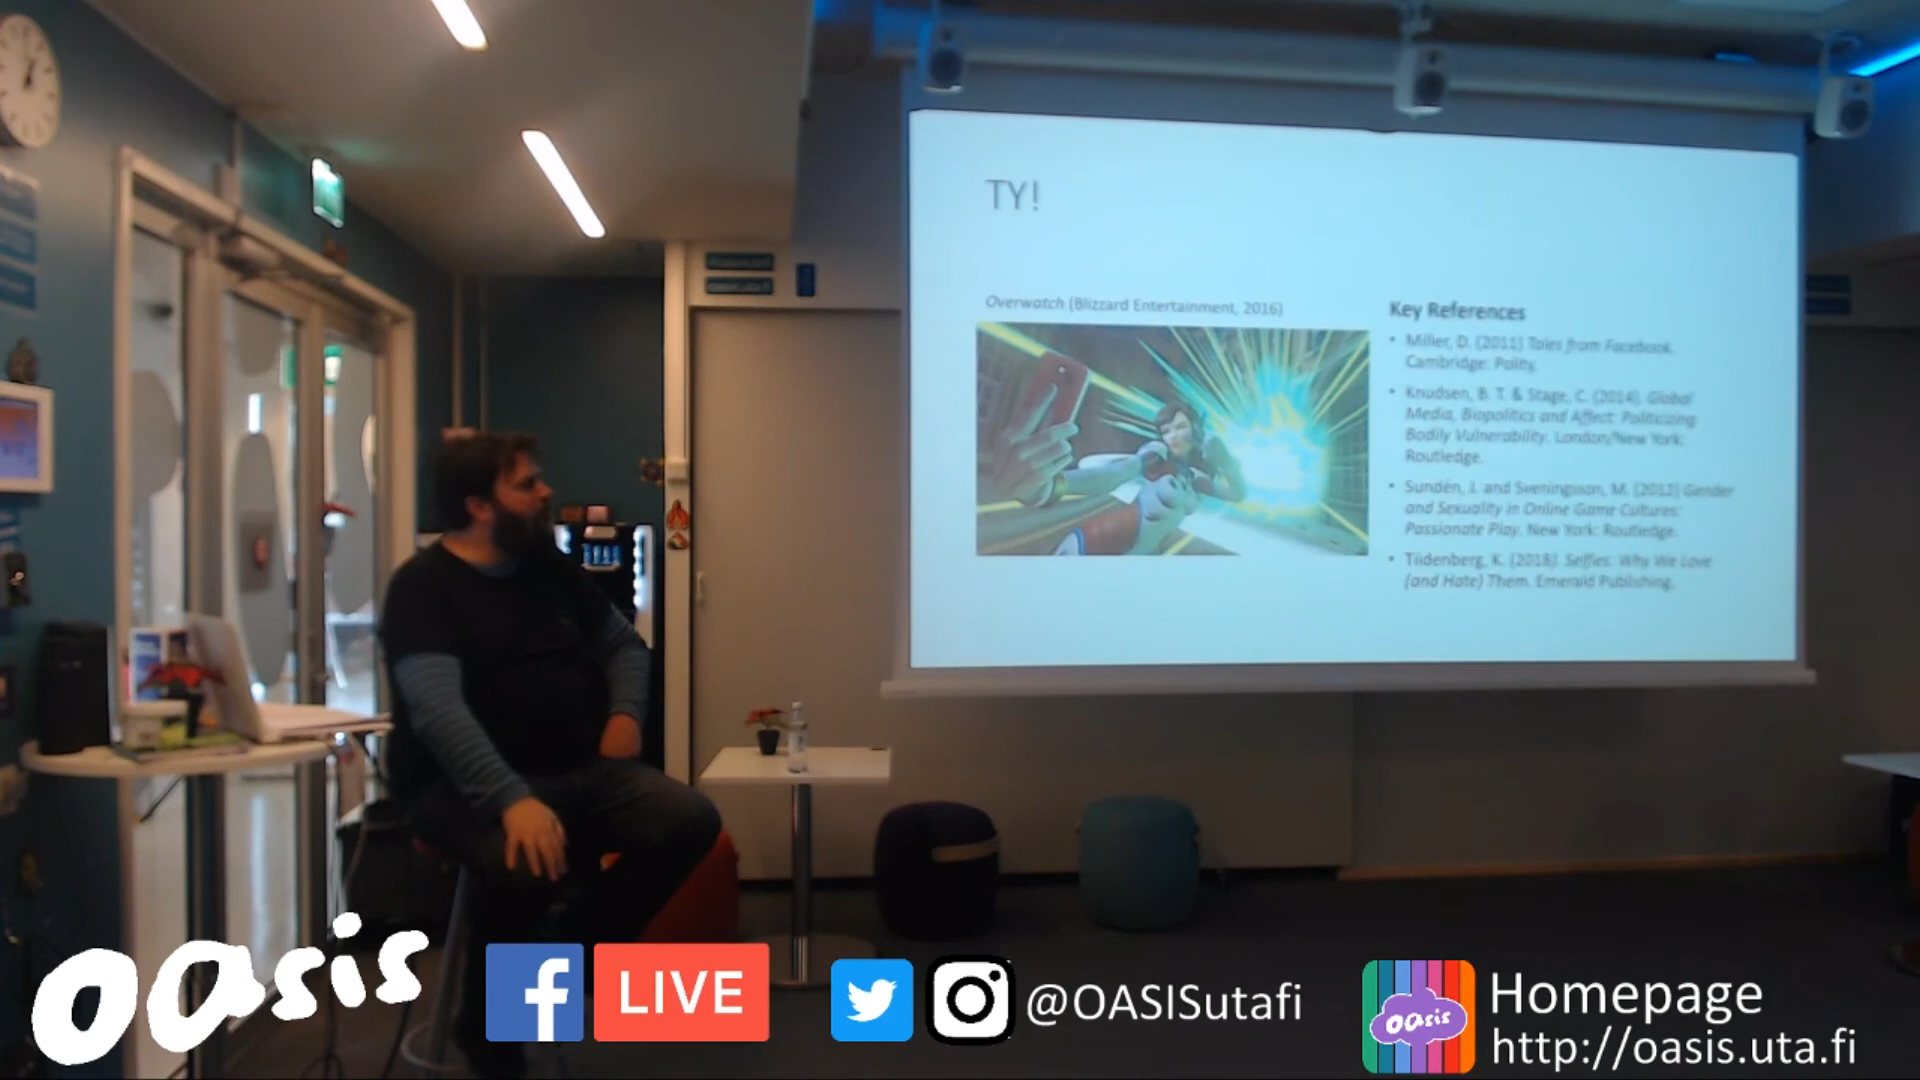 TY!
Overwatch (Blizzard Entertainment, 2016)
Key References
• Miller, D. (2011) Tales from Facebook.
Cambridge: Polity.
• Knudsen, B. T. & Stage, C. (2014). Global
Media, Biopolitics and Affect: Politicizing
Bodily Vulnerability. London/New York:
Routledge.
• Sundén, J. and Sveningsson, M. (2012) Gender
and Sexuality in Online Game Cultures:
Passionate Play. New York: Routledge.
• Tiidenberg, K. (2018). Selfies: Why We Love
(and Hate) Them. Emerald Publishing.
oasis
f LIVE
@OASISutafi
oasis
Homepage
http://oasis.uta.fi